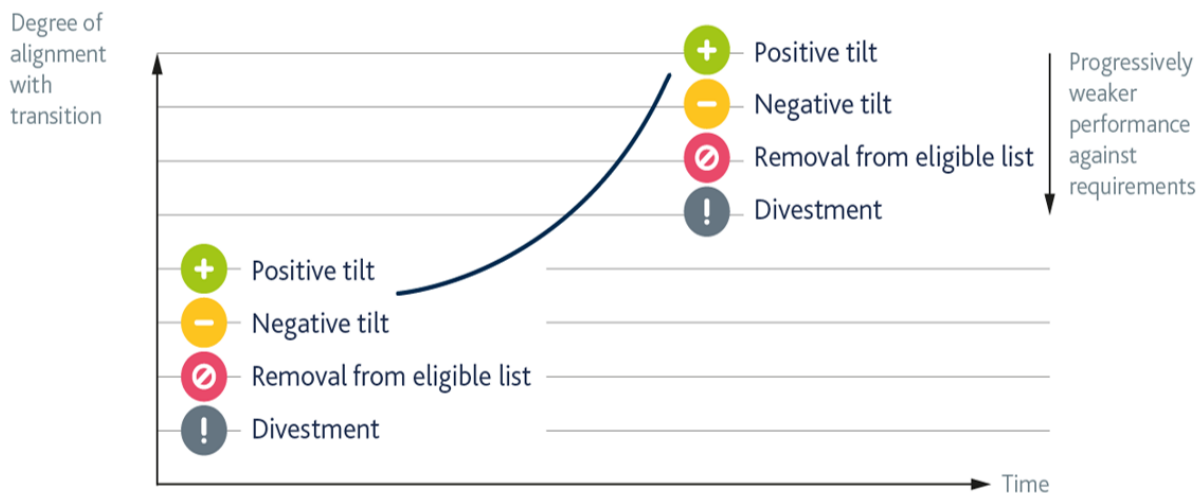 Degree of
alignment
with
transition
Positive tilt
Negative tilt
Removal from eligible list
Divestment
Progressively
weaker
performance
against
requirements
Positive tilt
Negative tilt
Removal from eligible list
Divestment
Time